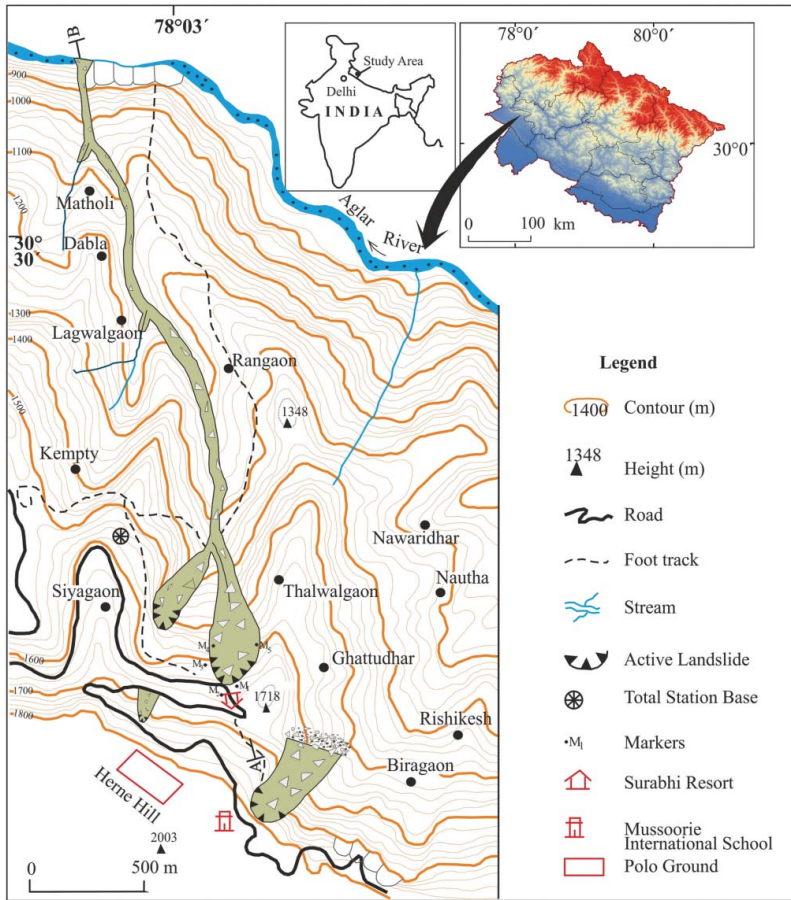 78°03´
B
900
1000
1100
1200
1300
1400
1500
1600
1700
1800
30°
30´
Matholi
Dabla
Lagwalgaon
Rangaon
1348
Kempty
Siyagaon
Thalwalgaon
Nawaridhar
Nautha
Ghattudhar
M5
1718
Rishikesh
Biragaon
A
Herne Hill
2003
0
500 m
Aglar
River
Study Area
Delhi
INDIA
78°0´
80°0´
30°0´
0
100 km
Legend
1400
Contour (m)
1348
Height (m)
Road
Foot track
Stream
Active Landslide
Total Station Base
M1
Markers
Surabhi Resort
Mussoorie
International School
Polo Ground